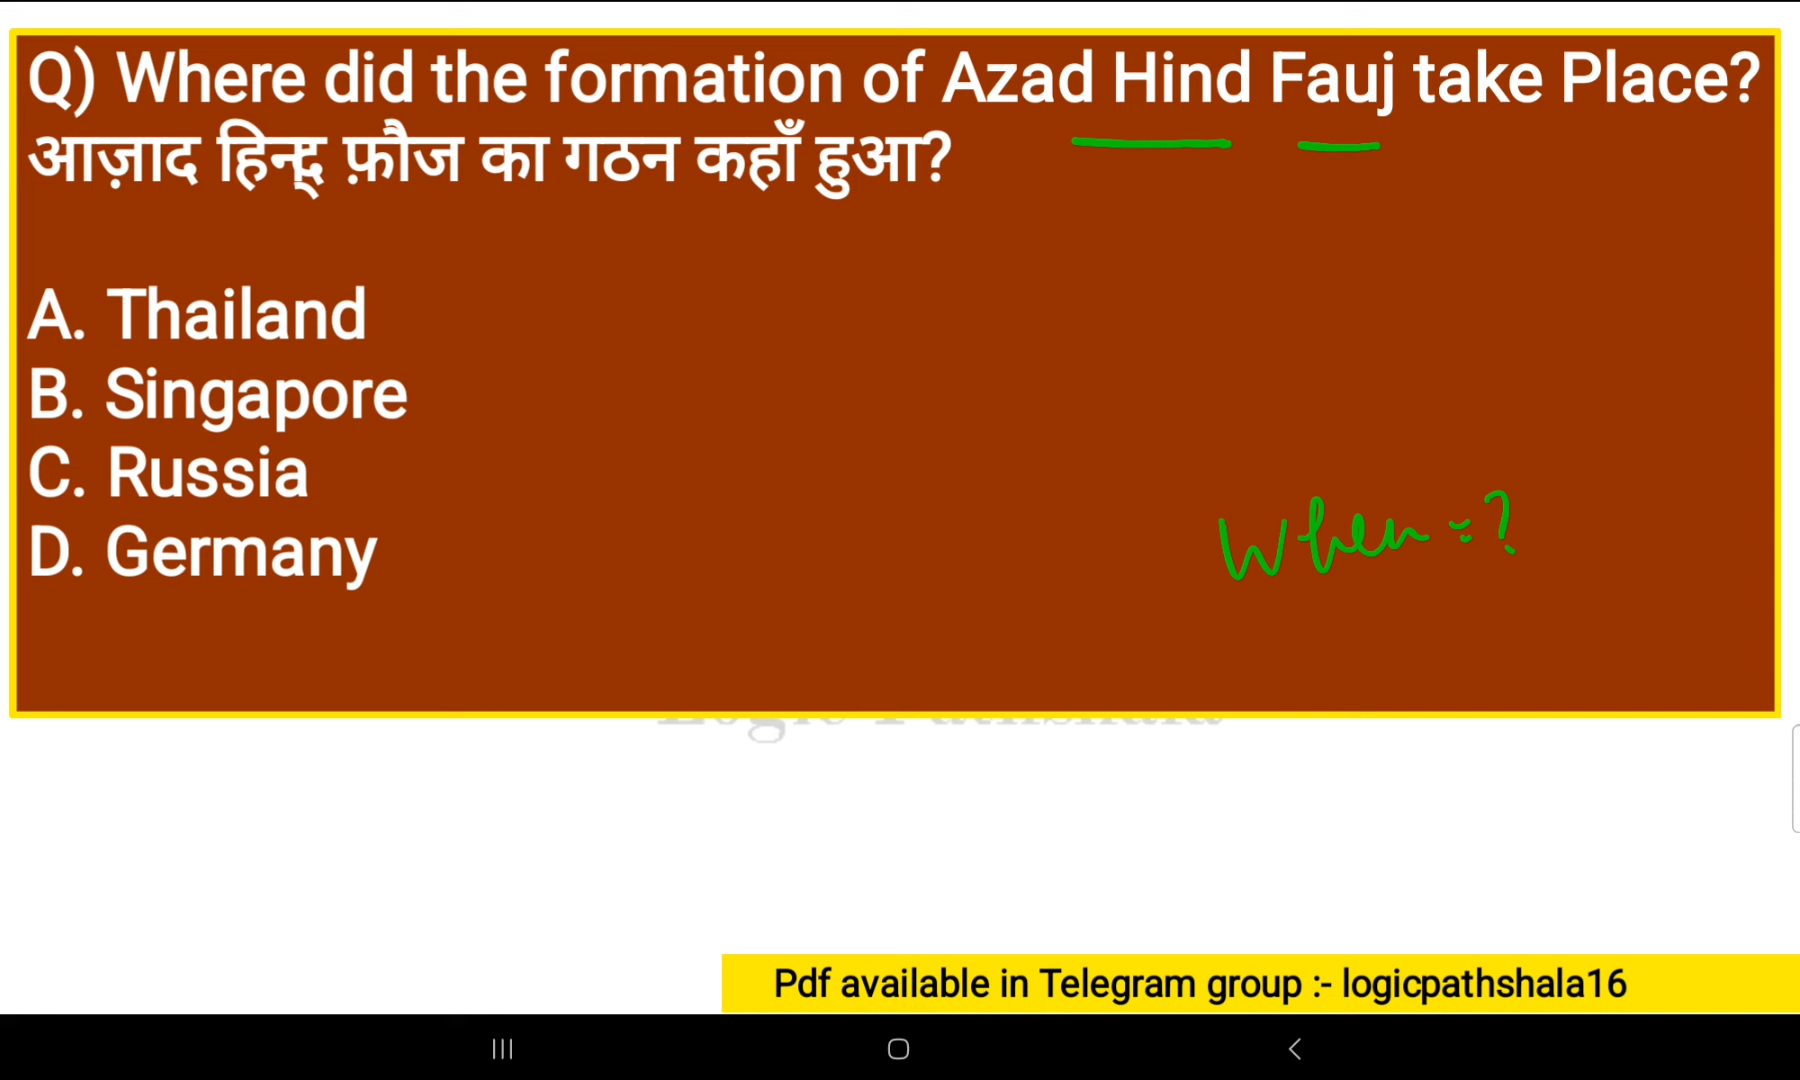 Q) Where did the formation of Azad Hind Fauj take Place?
आज़ाद हिन्द् फ़ौज का गठन कहाँ हुआ?
A. Thailand
B. Singapore
C. Russia
D. Germany
When :- ?
Pdf available in Telegram group :- logicpathshala16